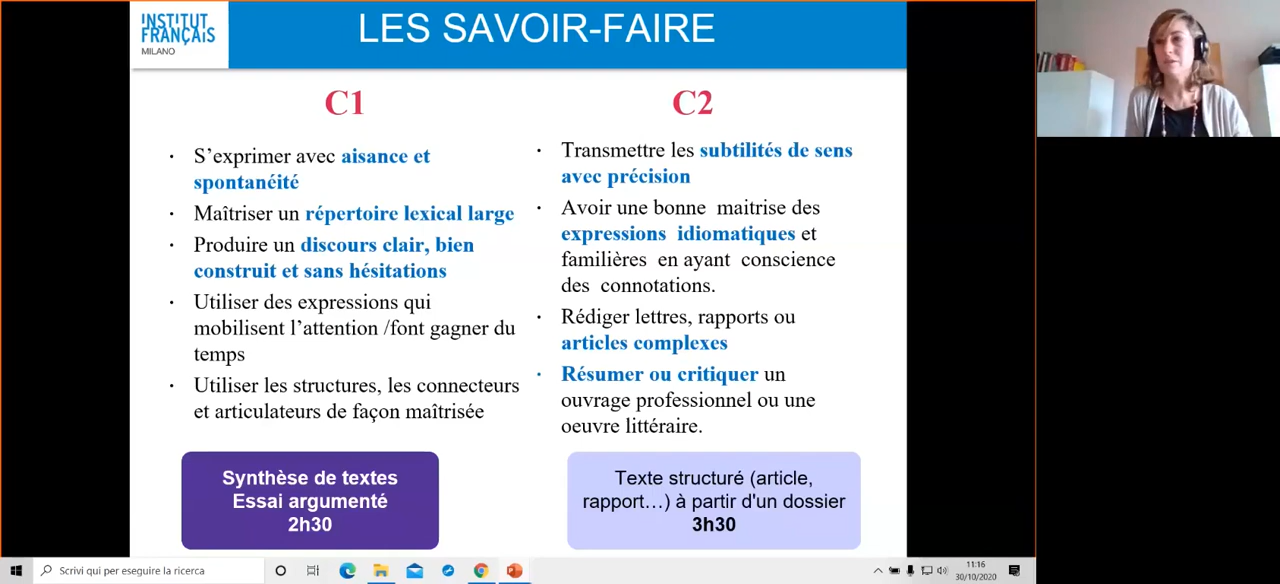 INSTITUT
FRANÇAIS
MILANO
LES SAVOIR-FAIRE
C1
· S’exprimer avec aisance et
spontanéité
· Maîtriser un répertoire lexical large
· Produire un discours clair, bien
construit et sans hésitations
· Utiliser des expressions qui
mobilisent l’attention /font gagner du
temps
· Utiliser les structures, les connecteurs
et articulateurs de façon maîtrisée
Synthèse de textes
Essai argumenté
2h30
C2
· Transmettre les subtilités de sens
avec précision
· Avoir une bonne maitrise des
expressions idiomatiques et
familières en ayant conscience
des connotations.
· Rédiger lettres, rapports ou
articles complexes
· Résumer ou critiquer un
ouvrage professionnel ou une
oeuvre littéraire.
Texte structuré (article,
rapport…) à partir d'un dossier
3h30
Scrivi qui per eseguire la ricerca
11:16
30/10/2020